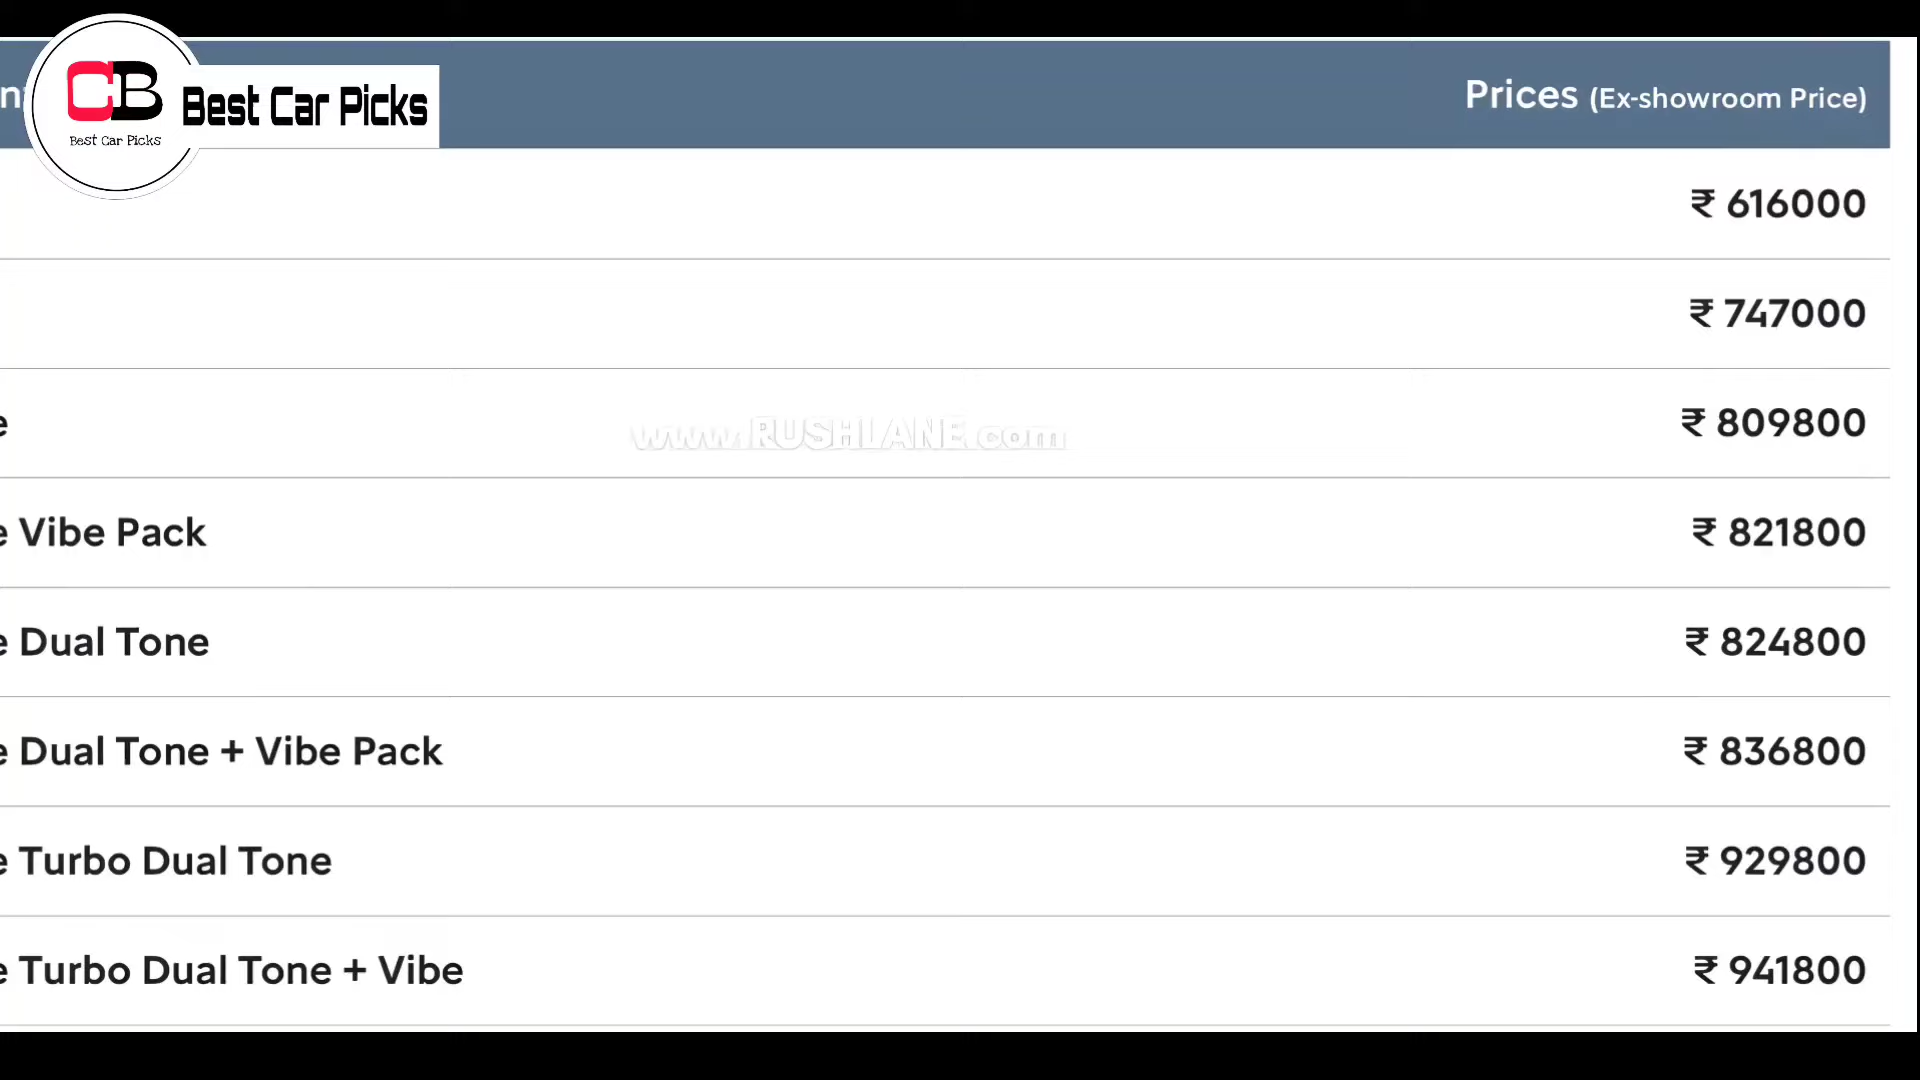 CB
Best Car Picks
Best Car Picks
Prices (Ex-showroom Price)
₹ 616000
₹ 747000
e ₹ 809800
www.RUSHLANE.com
e Vibe Pack ₹ 821800
e Dual Tone ₹ 824800
e Dual Tone + Vibe Pack ₹ 836800
e Turbo Dual Tone ₹ 929800
e Turbo Dual Tone + Vibe ₹ 941800